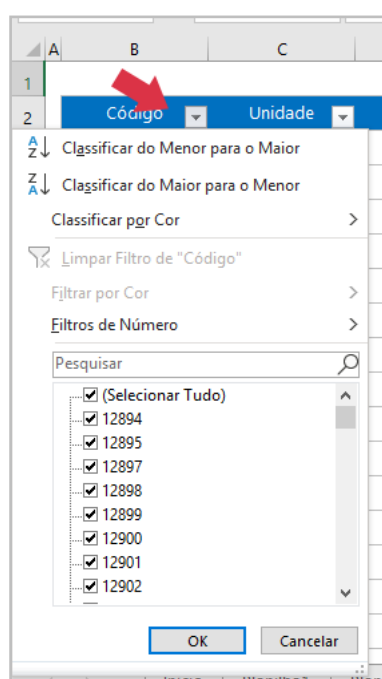 A B C
1
2 Código Unidade
Classificar do Menor para o Maior
Classificar do Maior para o Menor
Classificar por Cor
Limpar Filtro de "Código"
Filtrar por Cor
Filtros de Número
Pesquisar
(Selecionar Tudo)
12894
12895
12897
12898
12899
12900
12901
12902
OK Cancelar